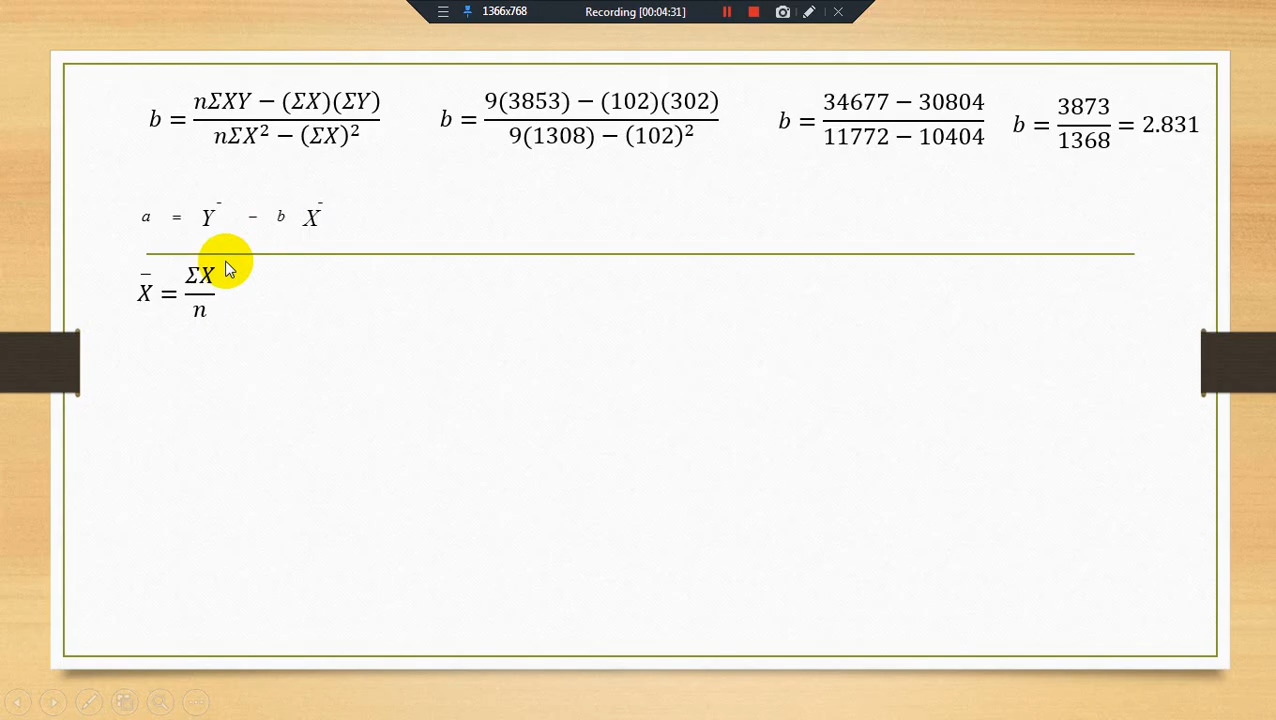 1366x768 Recording [00:04:31]
b = (nΣXY − (ΣX)(ΣY)) / (nΣX² − (ΣX)²) b = (9(3853) − (102)(302)) / (9(1308) − (102)²) b = (34677 − 30804) / (11772 − 10404) b = 3873 / 1368 = 2.831
a = Y̅ − b X̅
X̅ = ΣX / n